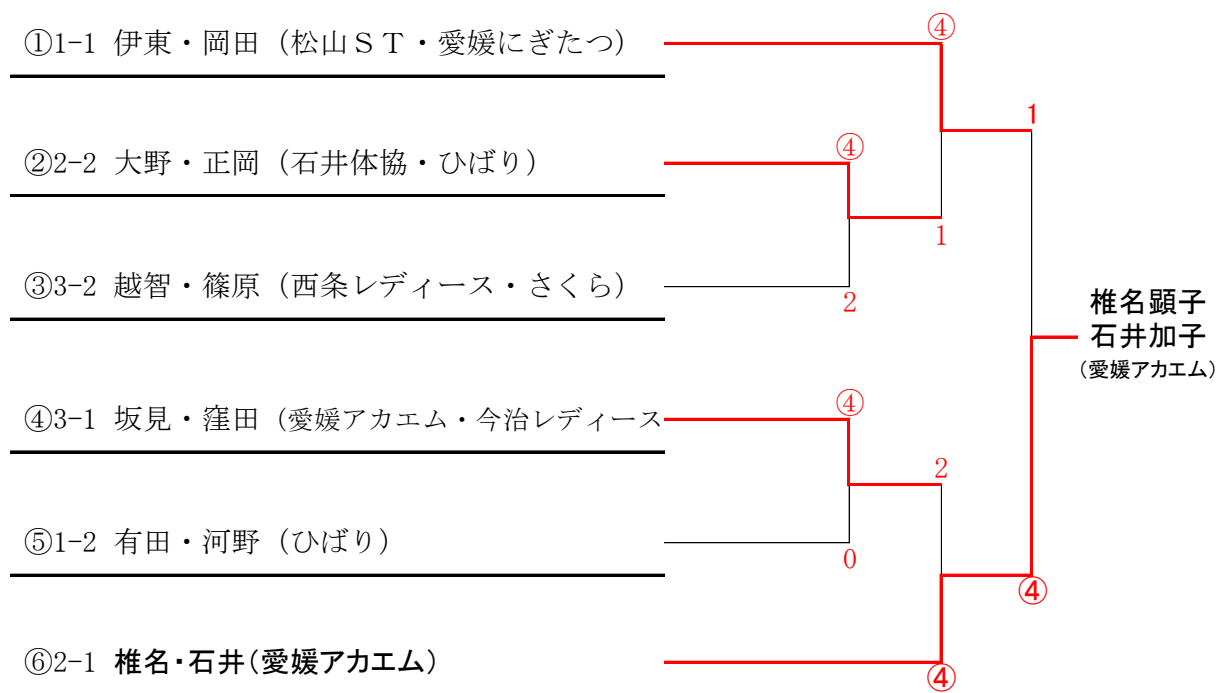 ①1-1 伊東・岡田（松山ＳＴ・愛媛にぎたつ）
④
1
②2-2 大野・正岡（石井体協・ひばり）
④
1
③3-2 越智・篠原（西条レディース・さくら）
2
椎名顕子
石井加子
（愛媛アカエム）
④3-1 坂見・窪田（愛媛アカエム・今治レディース
④
2
⑤1-2 有田・河野（ひばり）
0
④
⑥2-1 椎名・石井（愛媛アカエム）
④